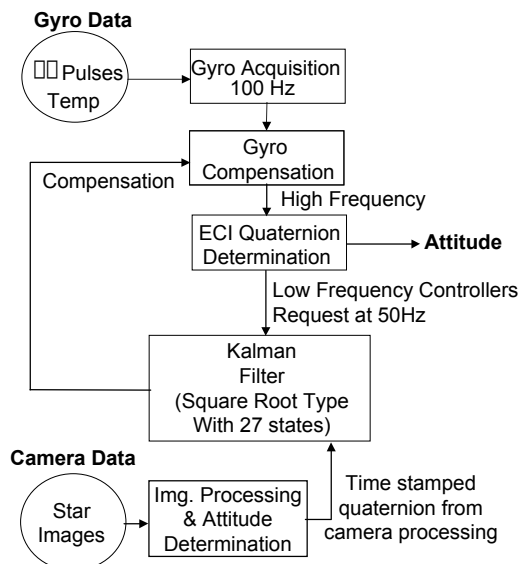 Gyro Data
Pulses
Temp
Gyro Acquisition
100 Hz
Gyro
Compensation
Compensation
High Frequency
ECI Quaternion
Determination
Attitude
Low Frequency Controllers
Request at 50Hz
Kalman
Filter
(Square Root Type
With 27 states)
Camera Data
Star
Images
Img. Processing
& Attitude
Determination
Time stamped
quaternion from
camera processing